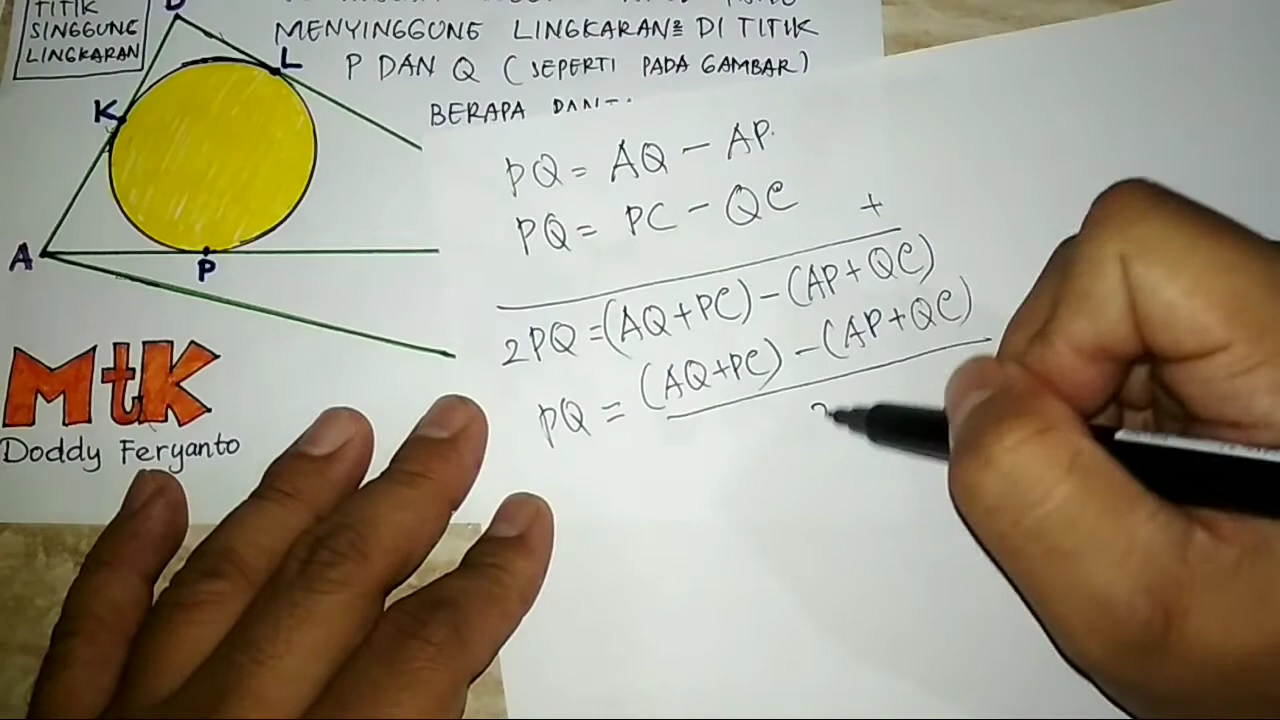 TITIK
SINGGUNG
LINGKARAN
D
L
K
A
P
MENYINGGUNG LINGKARAN² DI TITIK
P DAN Q (SEPERTI PADA GAMBAR)
BERAPA
PQ = AQ - AP
PQ = PC - QC +
2PQ = (AQ+PC) - (AP+QC)
PQ = (AQ+PC) - (AP+QC)
MtK
Doddy Feryanto